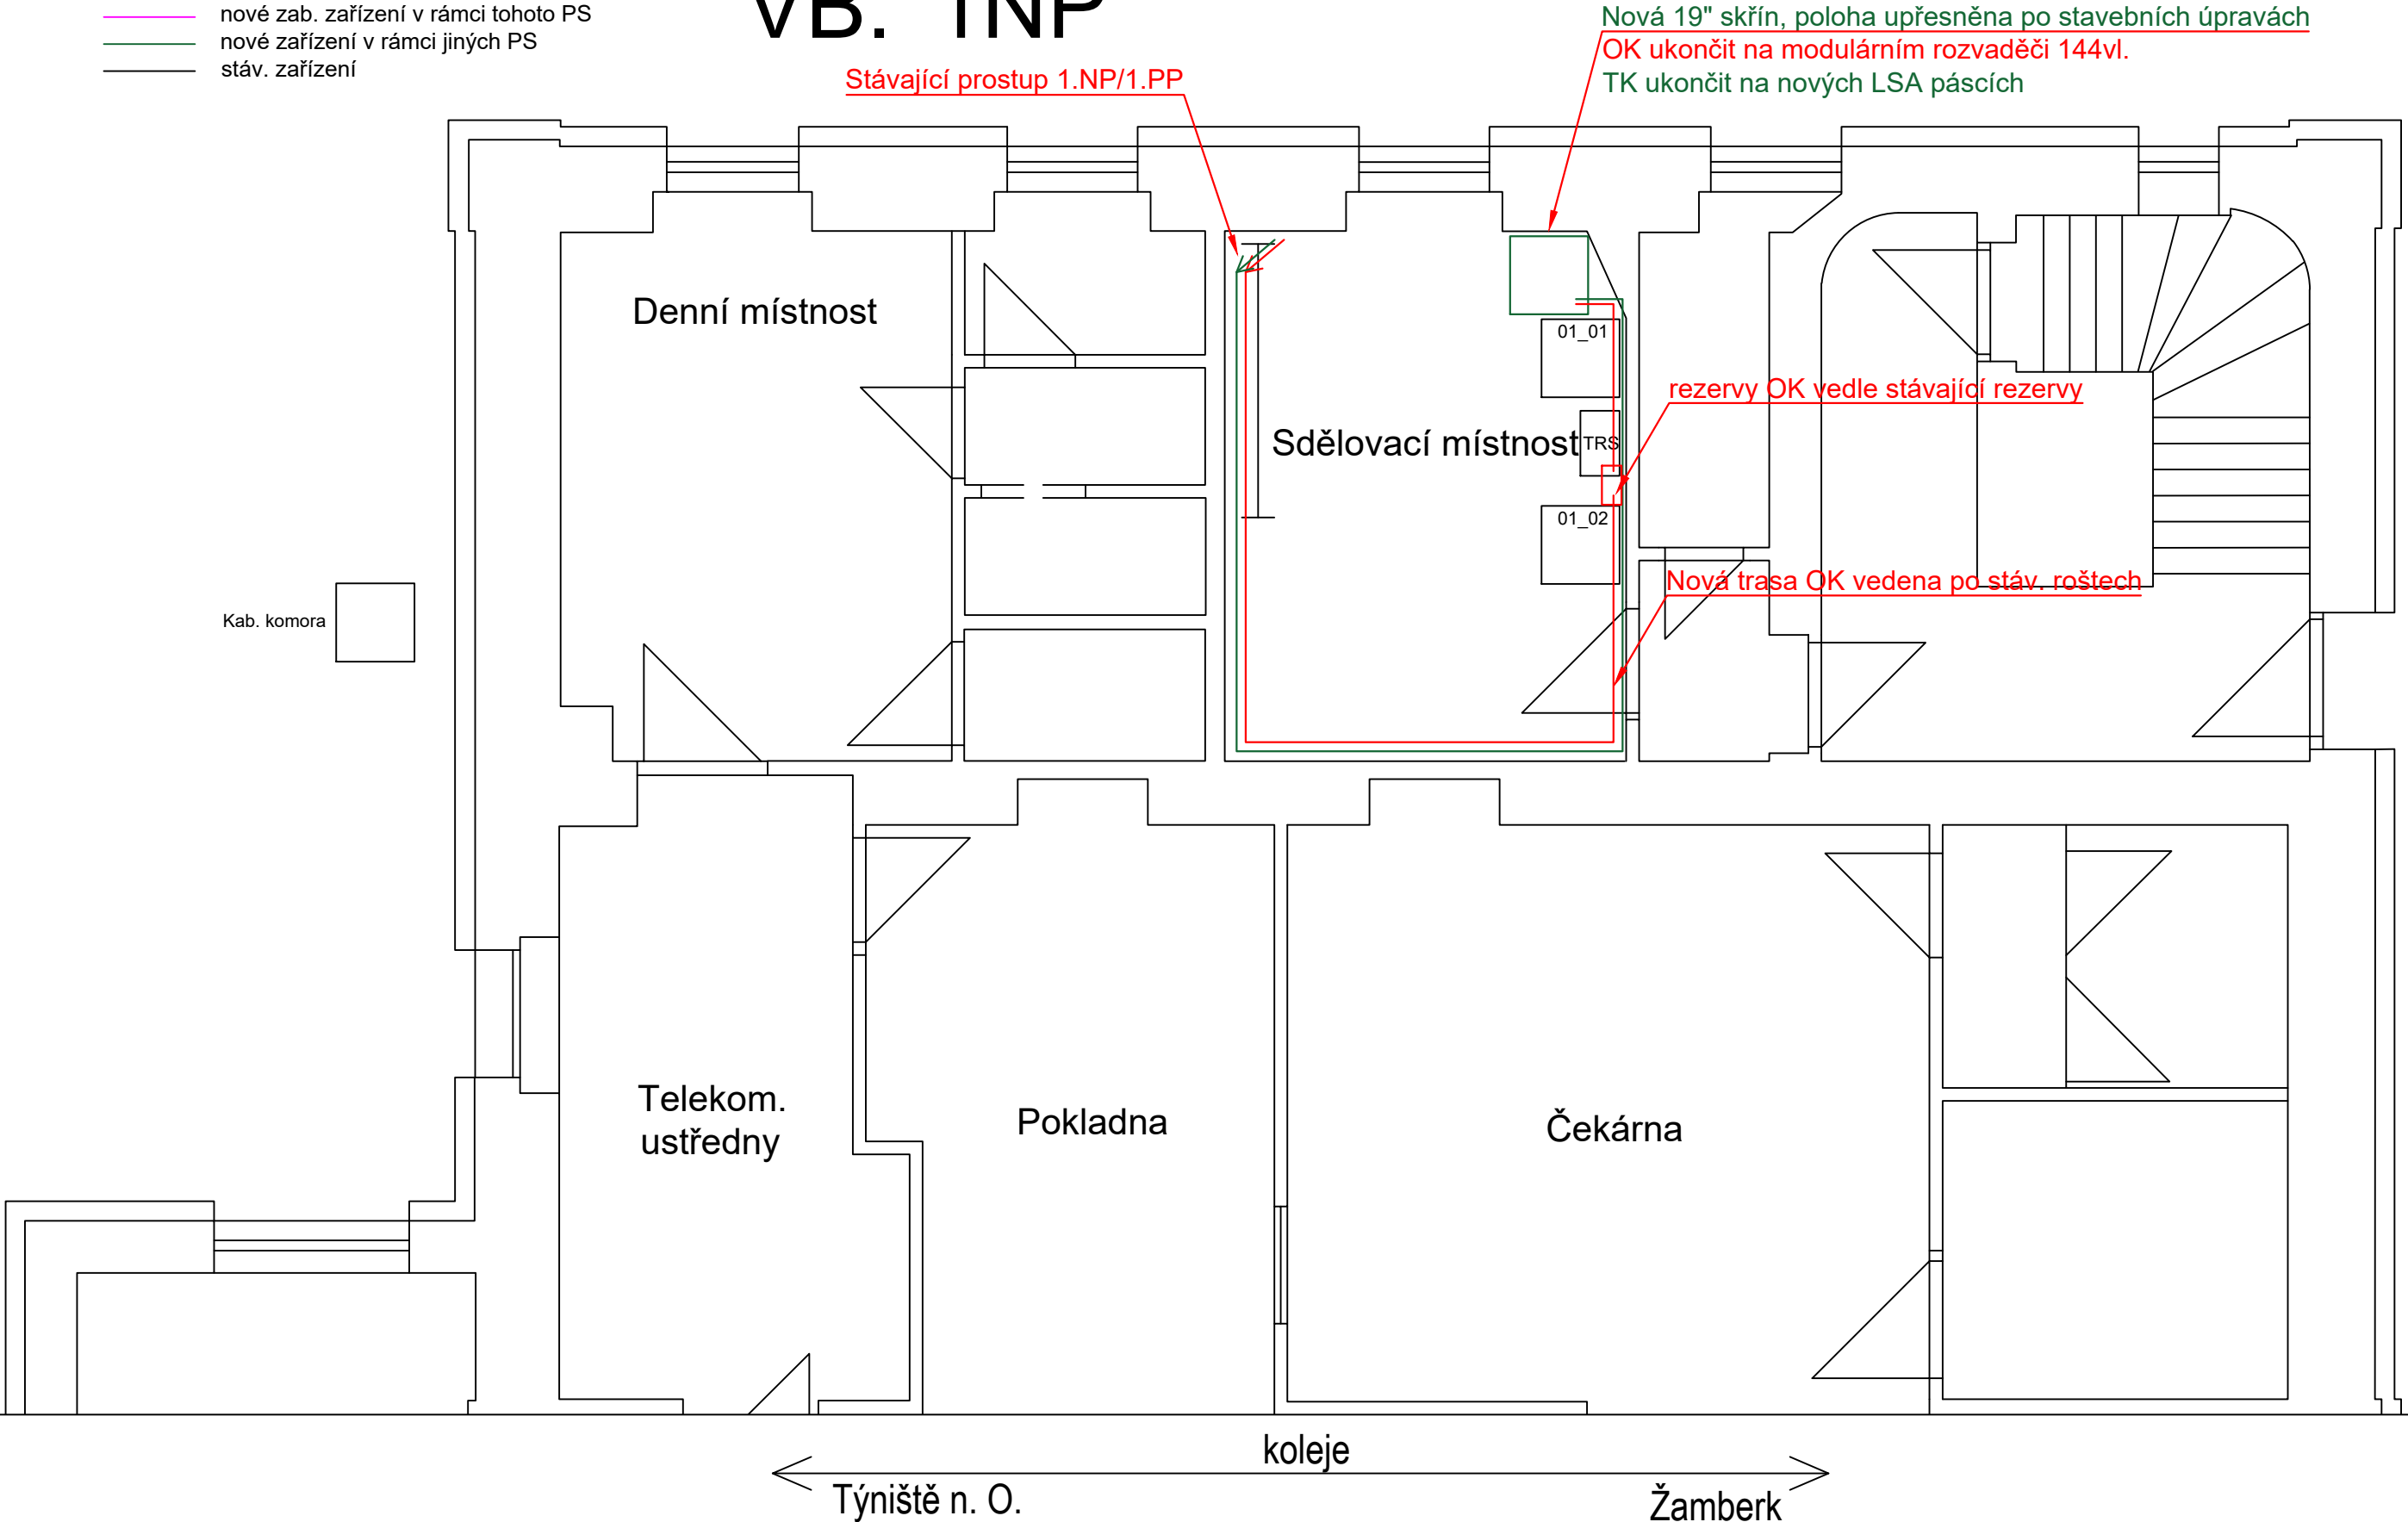 VB. 1NP
nové zab. zařízení v rámci tohoto PS
nové zařízení v rámci jiných PS
stáv. zařízení
Nová 19" skřín, poloha upřesněna po stavebních úpravách
OK ukončit na modulárním rozvaděči 144vl.
TK ukončit na nových LSA páscích
Stávající prostup 1.NP/1.PP
Denní místnost
01_01
rezervy OK vedle stávající rezervy
Sdělovací místnost
TRS
01_02
Nová trasa OK vedena po stáv. roštech
Kab. komora
Telekom.
ustředny
Pokladna
Čekárna
koleje
Týniště n. O.
Žamberk